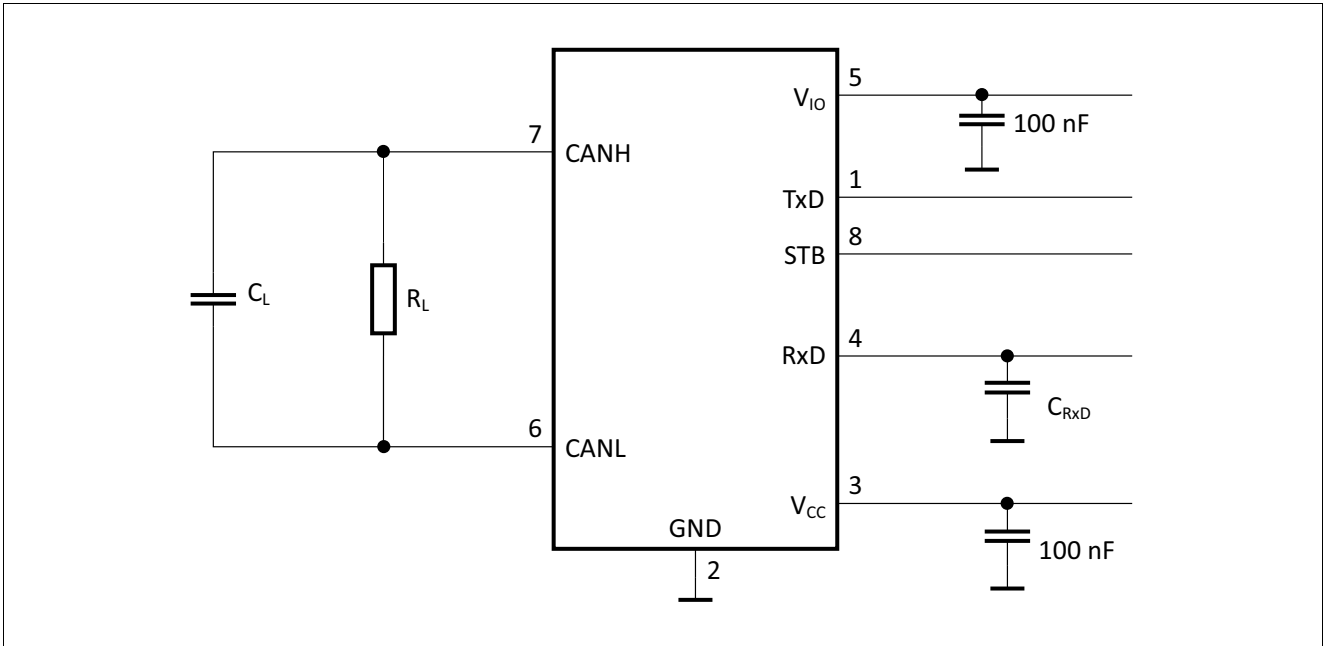 5
V_IO
100 nF
7
CANH
1
TxD
8
STB
C_L
R_L
4
RxD
C_RxD
6
CANL
3
V_CC
GND
100 nF
2